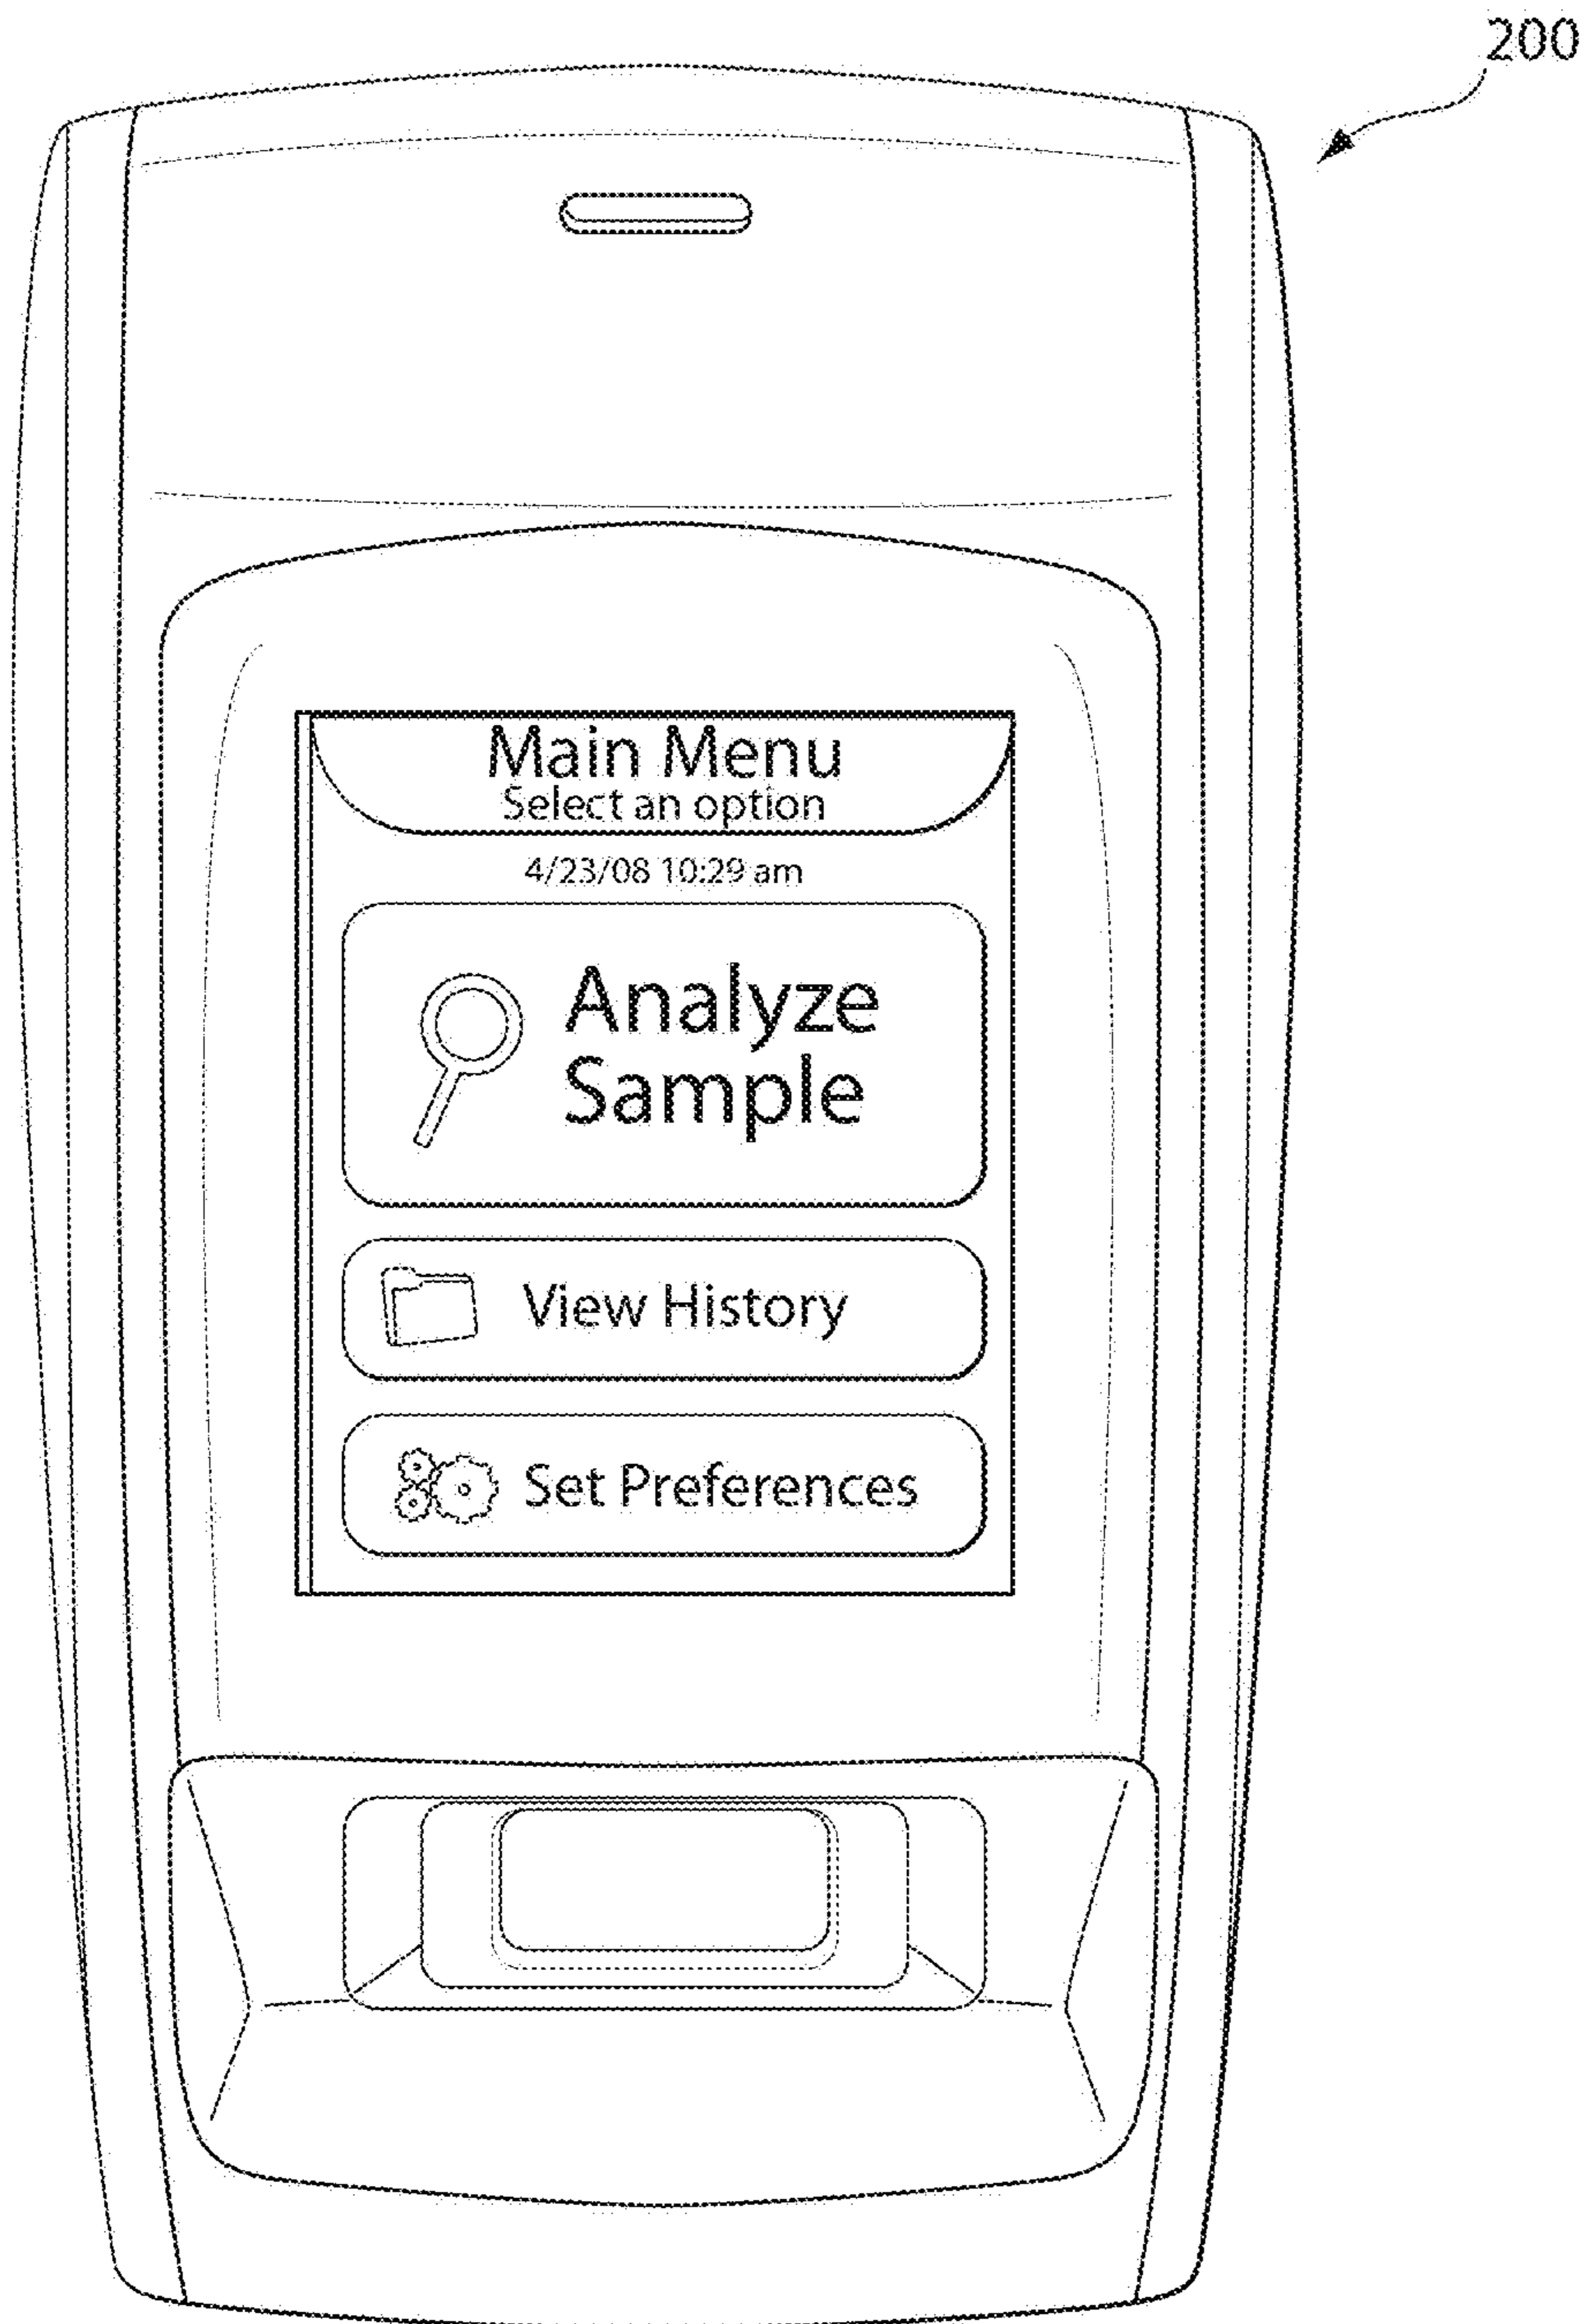 200
Main Menu
Select an option
4/23/08 10:29 am
Analyze
Sample
View History
Set Preferences